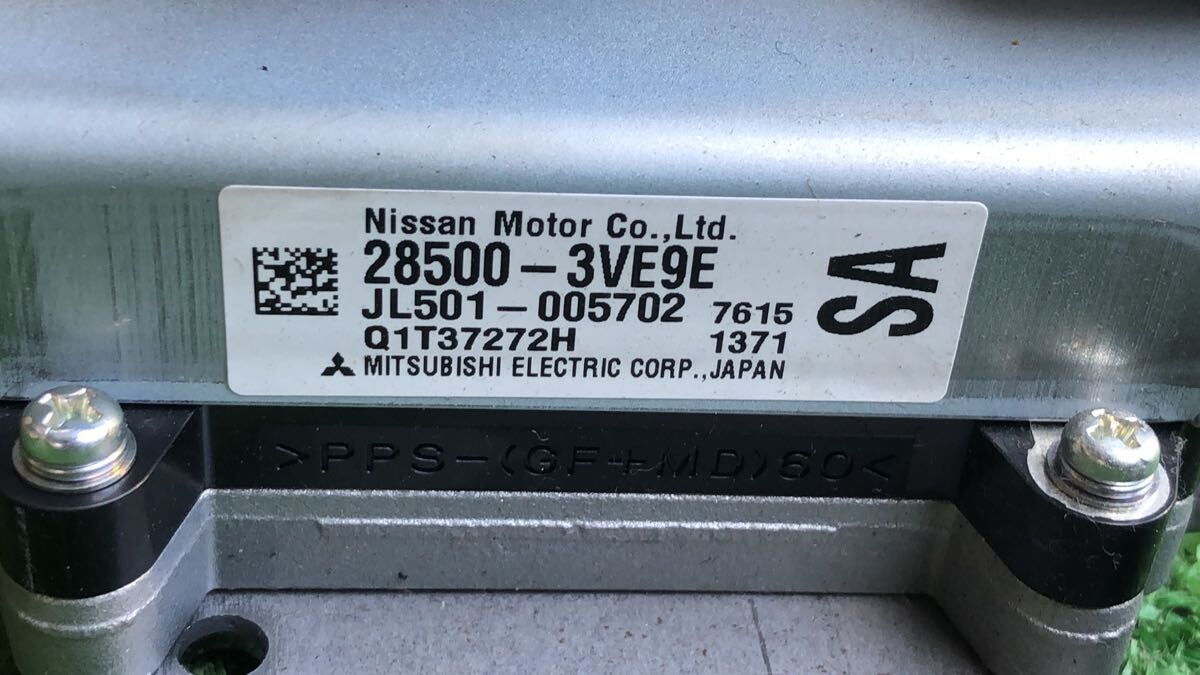 Nissan Motor Co.,Ltd.
28500-3VE9E
JL501-005702 7615
Q1T37272H 1371
MITSUBISHI ELECTRIC CORP.,JAPAN
SA
>PPS-(GF+MD)60<